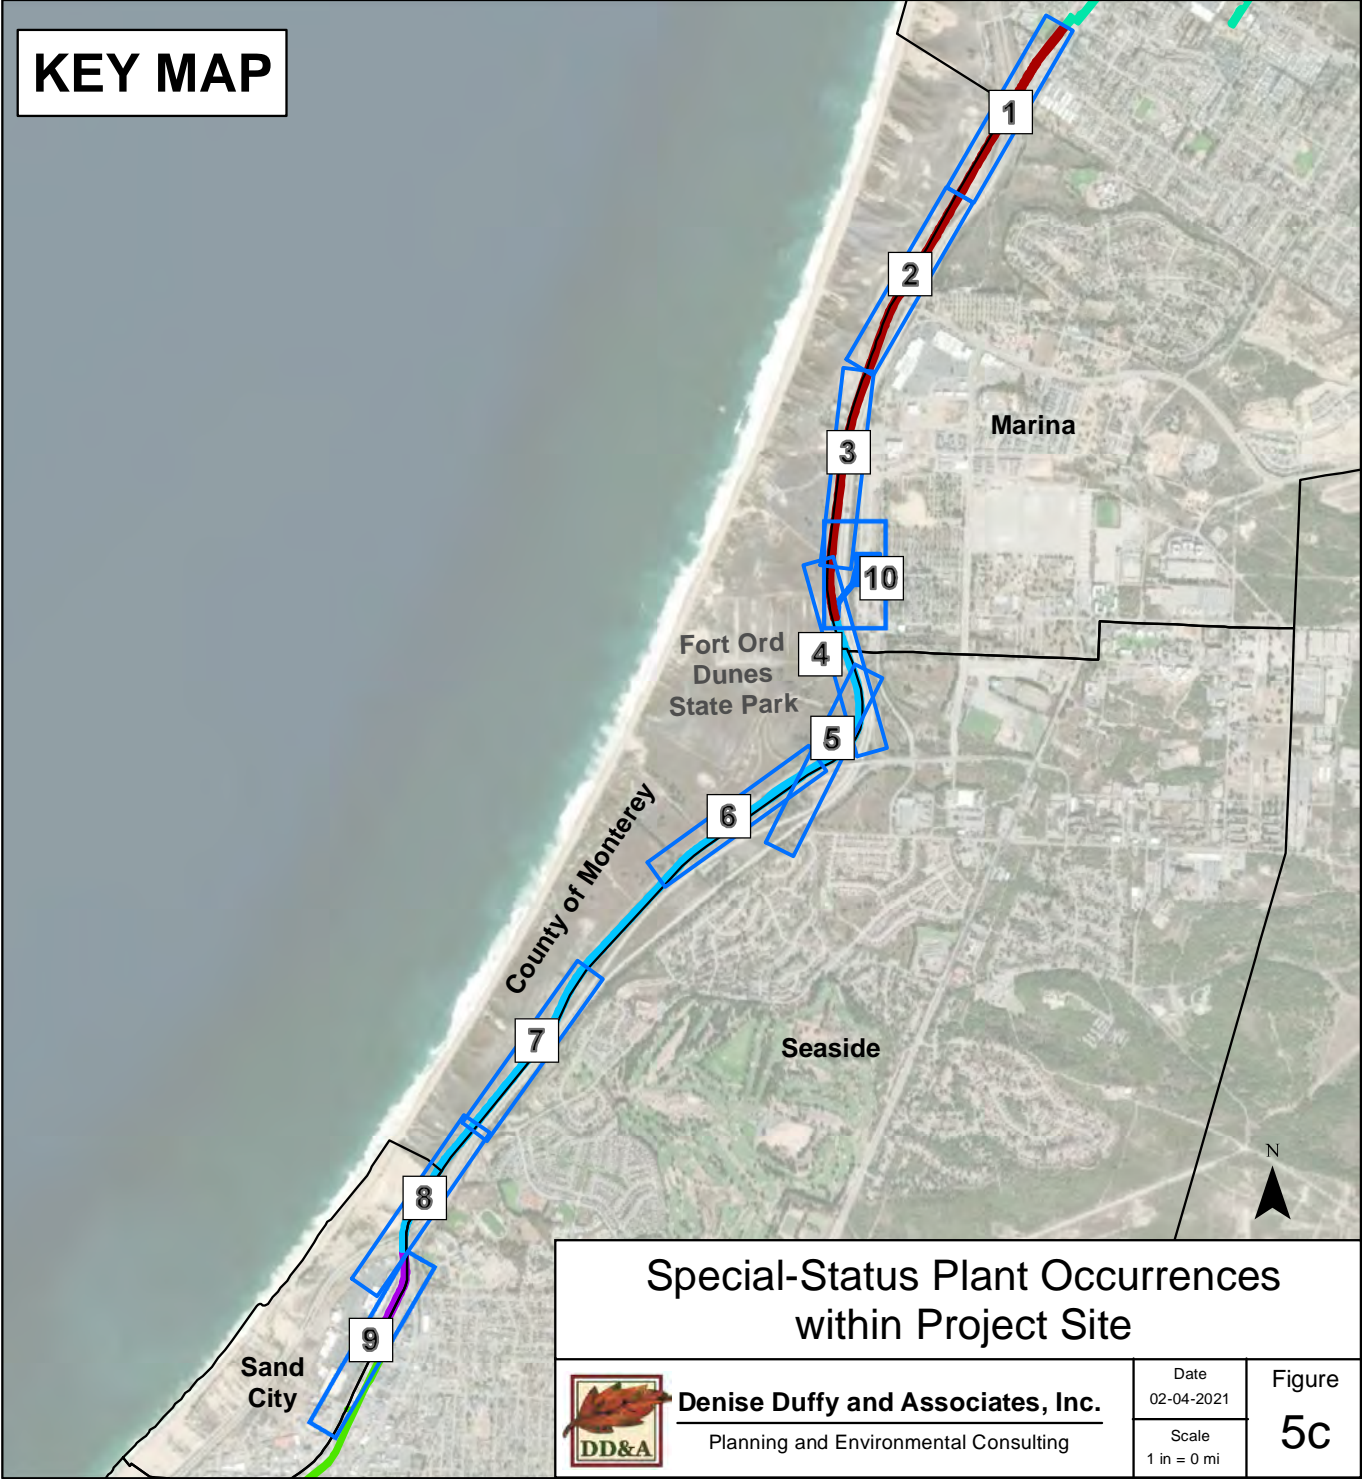 KEY MAP
1
2
Marina
3
10
Fort Ord
Dunes
State Park
4
5
6
County of Monterey
7
Seaside
N
8
9
Sand
City
Special-Status Plant Occurrences
within Project Site
DD&A
Denise Duffy and Associates, Inc.
Planning and Environmental Consulting
Date
02-04-2021
Scale
1 in = 0 mi
Figure
5c